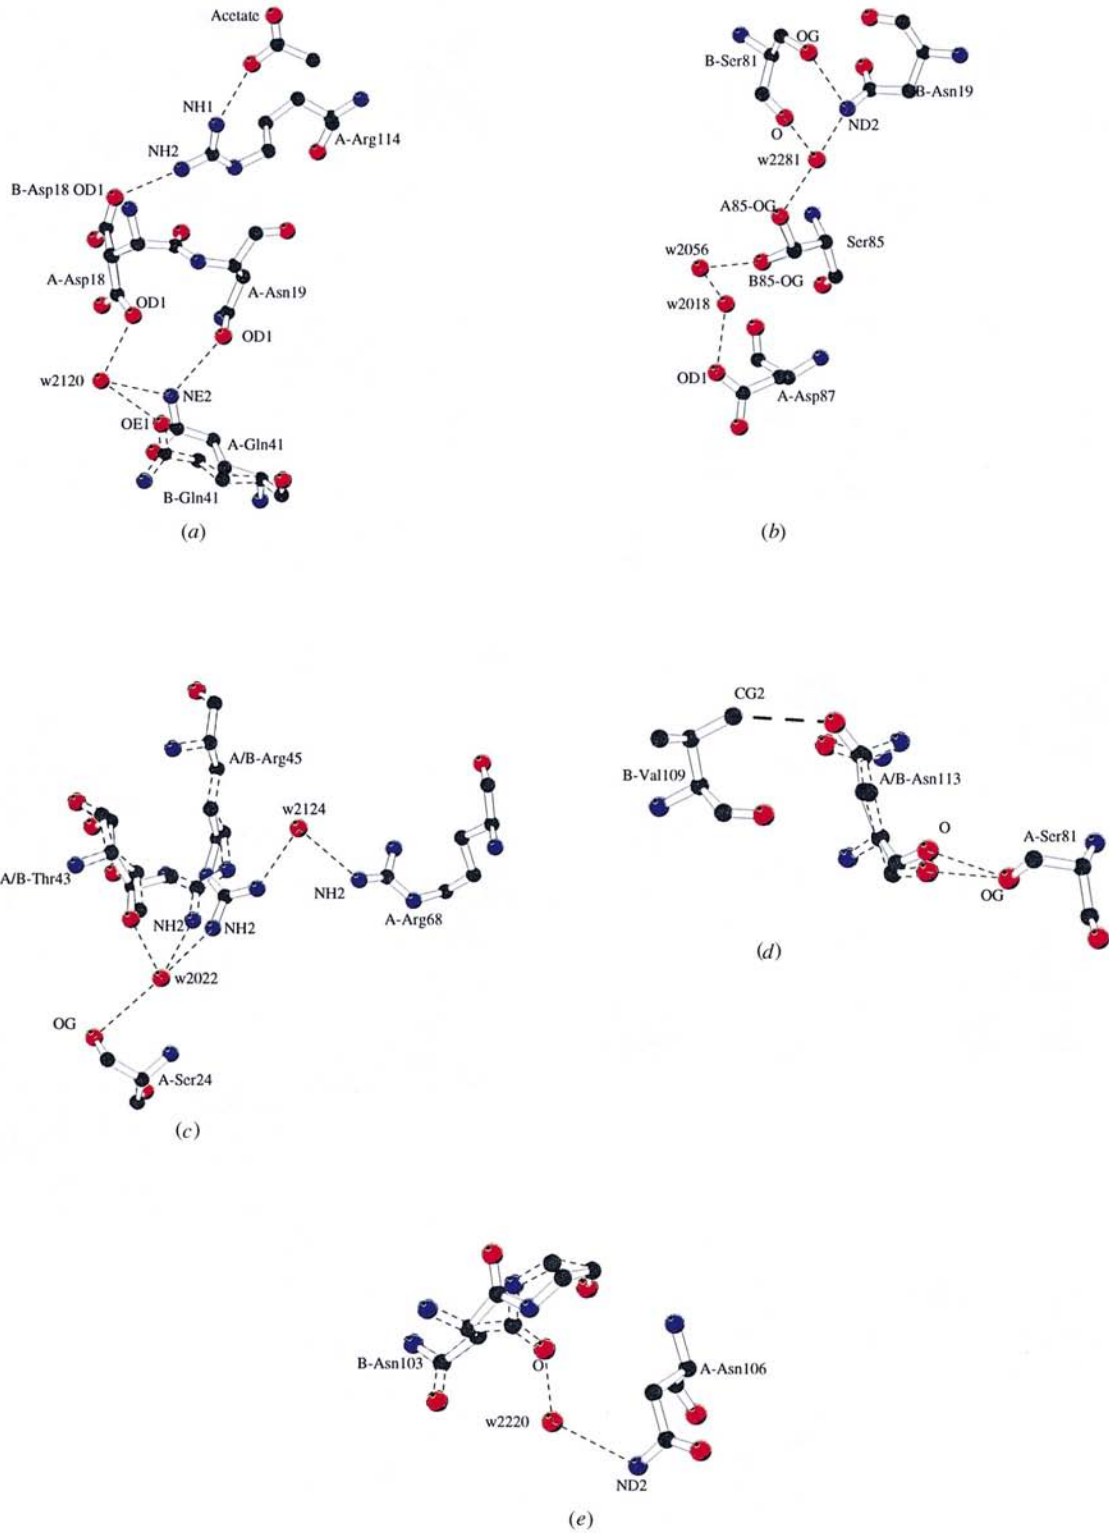 Acetate
NH1
NH2
A-Arg114
B-Asp18 OD1
A-Asp18
OD1
A-Asn19
OD1
w2120
NE2
OE1
A-Gln41
B-Gln41
(a)
OG
B-Ser81
B-Asn19
ND2
O
w2281
A85-OG
Ser85
w2056
B85-OG
w2018
OD1
A-Asp87
(b)
A/B-Arg45
w2124
A/B-Thr43
NH2
A-Arg68
NH2
NH2
w2022
OG
A-Ser24
(c)
CG2
B-Val109
A/B-Asn113
O
A-Ser81
OG
(d)
B-Asn103
O
A-Asn106
w2220
ND2
(e)